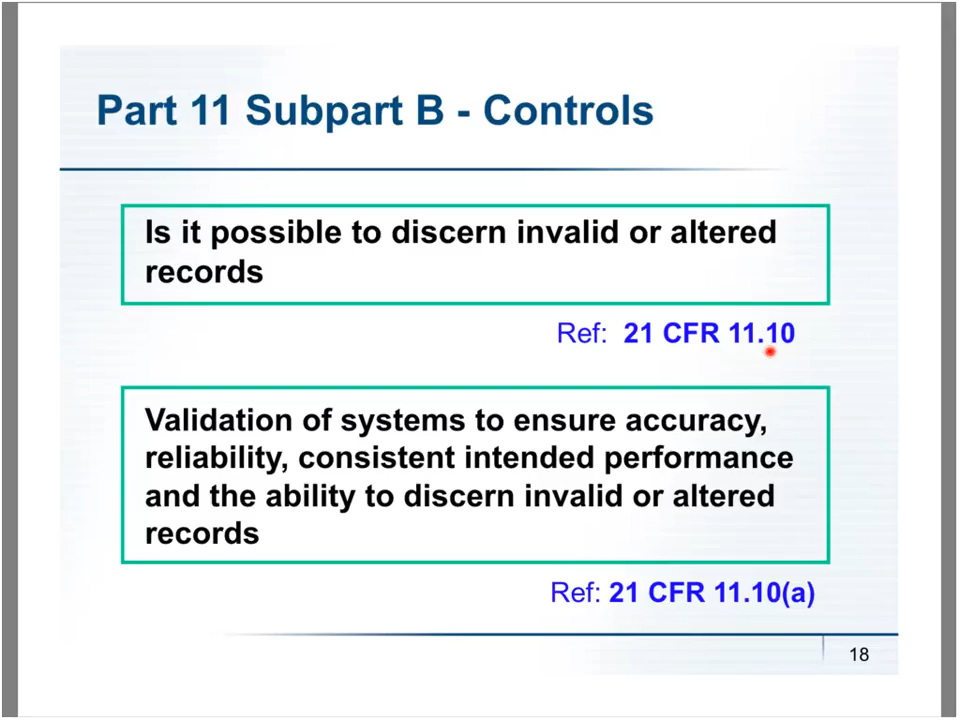 Part 11 Subpart B - Controls
Is it possible to discern invalid or altered
records
Ref: 21 CFR 11.10
Validation of systems to ensure accuracy,
reliability, consistent intended performance
and the ability to discern invalid or altered
records
Ref: 21 CFR 11.10(a)
18